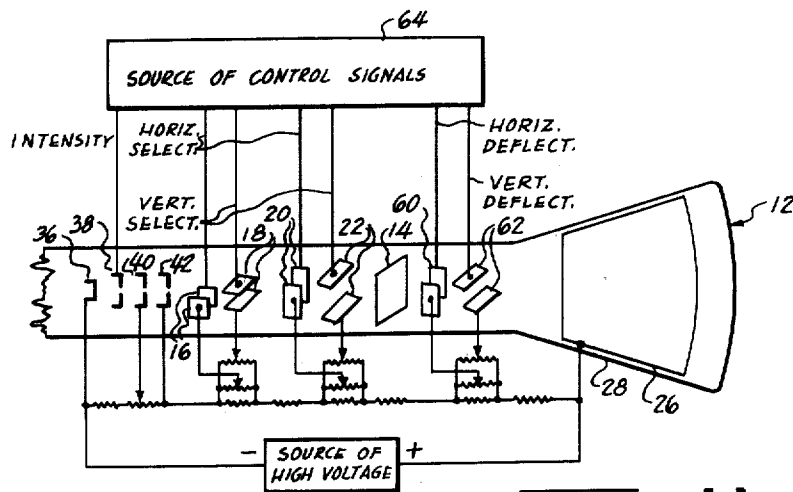 64
SOURCE OF CONTROL SIGNALS
INTENSITY
HORIZ.
SELECT.
HORIZ.
DEFLECT.
VERT.
SELECT.
VERT.
DEFLECT.
12
36
38
40
42
18
20
22
14
60
62
16
28
26
-
SOURCE OF
HIGH VOLTAGE
+